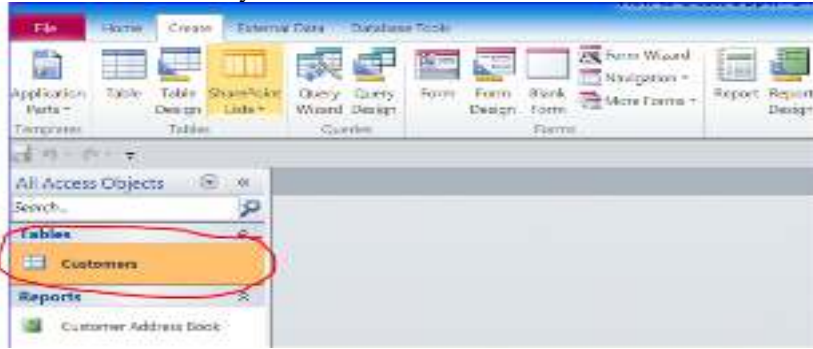 File Home Create External Data Database Tools
Application Parts Table Table Design SharePoint Lists Query Wizard Query Design Form Form Design Blank Form Form Wizard Report Report Design
Navigation
More Forms
Templates Tables Queries Forms
All Access Objects
Search...
Tables
Customers
Reports
Customer Address Book